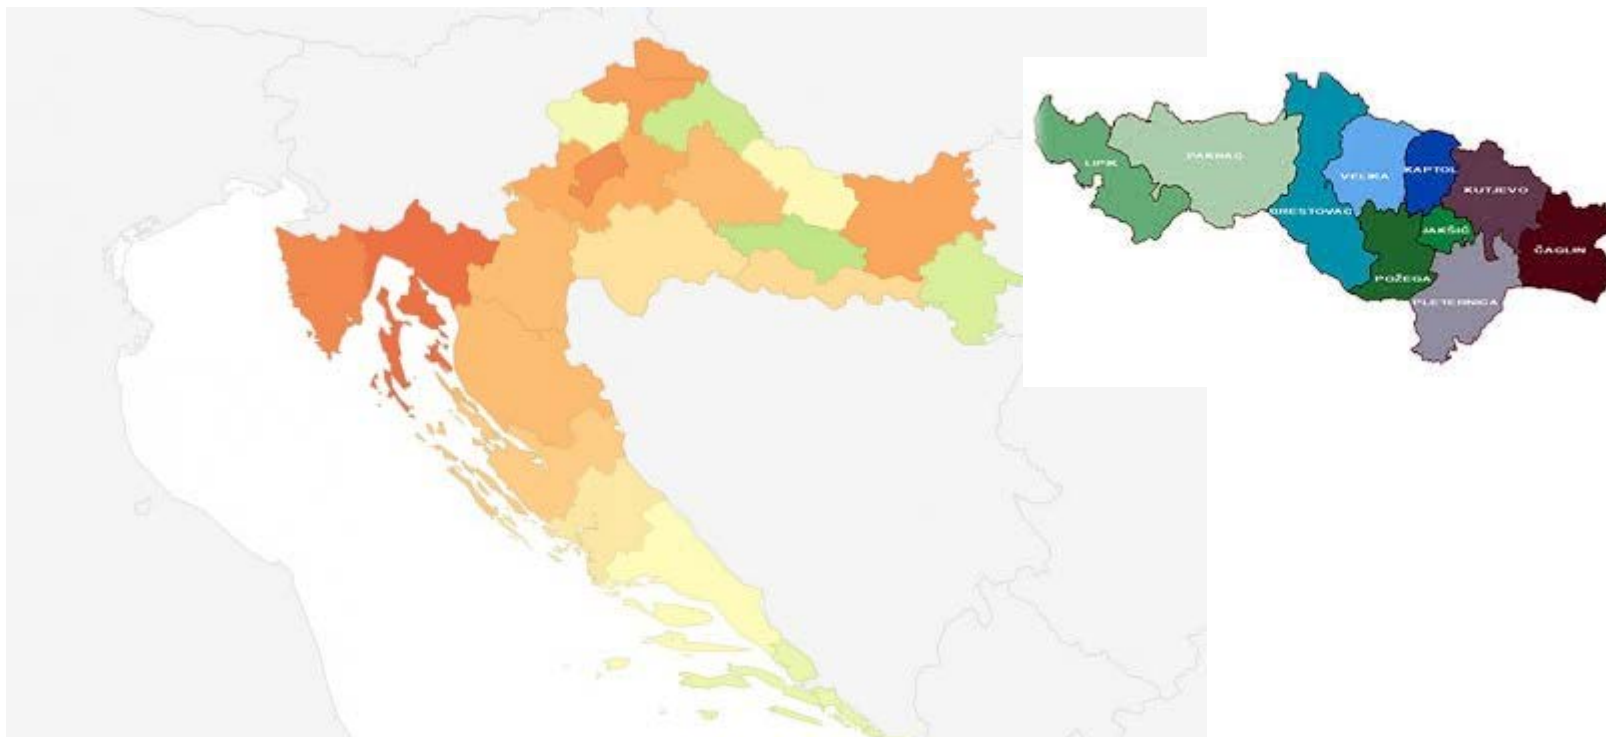 LIPIK
PAKRAC
BRESTOVAC
VELIKA
KAPTOL
KUTJEVO
JAKŠIĆ
ČAGLIN
POŽEGA
PLETERNICA